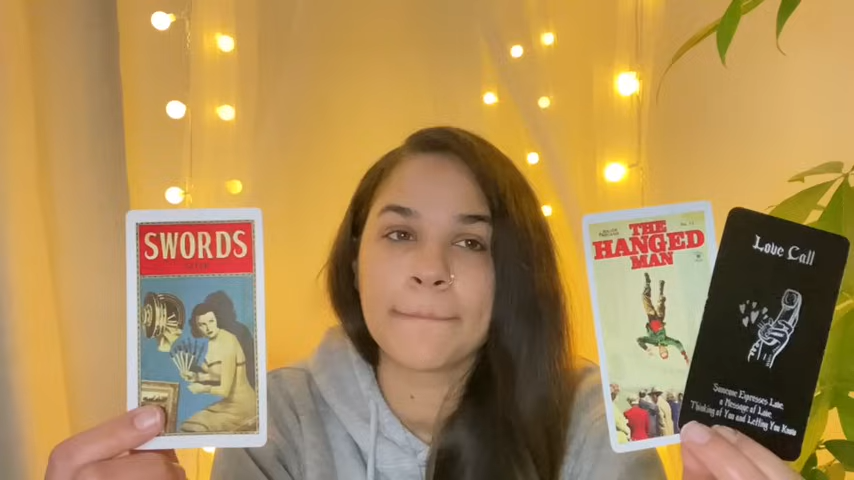 SWORDS
THE
HANGED
MAN
Love Call
Someone Expresses Love,
a Message of Love,
Thinking of You and Letting You Know